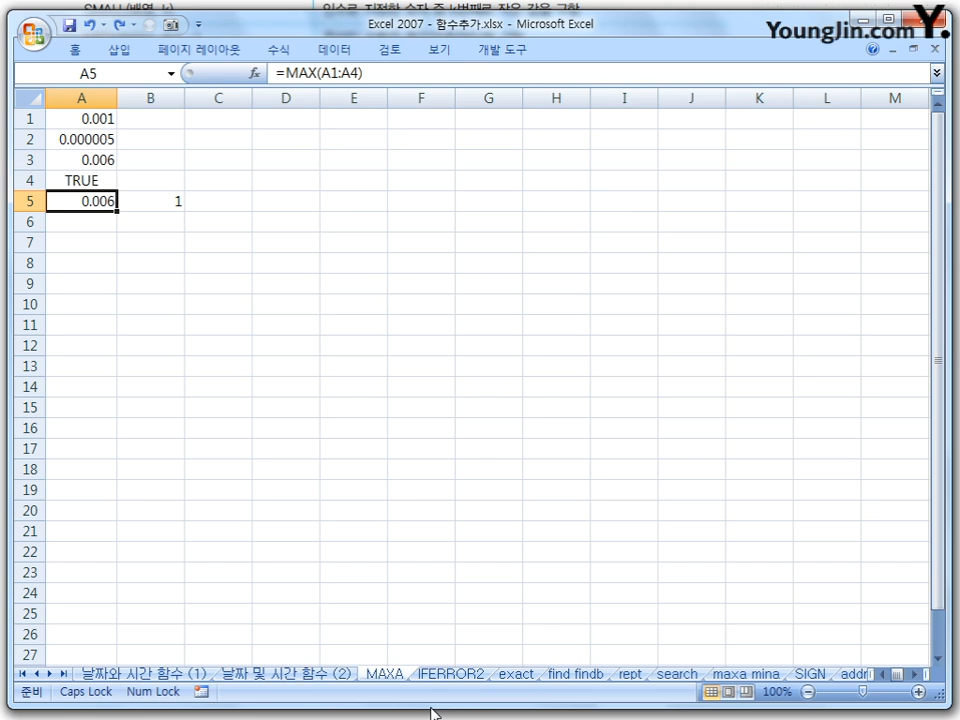 Excel 2007 - 함수추가.xlsx - Microsoft Excel
YoungJin.com Y.
홈 삽입 페이지 레이아웃 수식 데이터 검토 보기 개발 도구
A5 fx =MAX(A1:A4)
A B C D E F G H I J K L M
1 0.001
2 0.000005
3 0.006
4 TRUE
5 0.006 1
6
7
8
9
10
11
12
13
14
15
16
17
18
19
20
21
22
23
24
25
26
27
날짜와 시간 함수 (1) 날짜 및 시간 함수 (2) MAXA IFERROR2 exact find findb rept search maxa mina SIGN addr
준비 Caps Lock Num Lock 100%